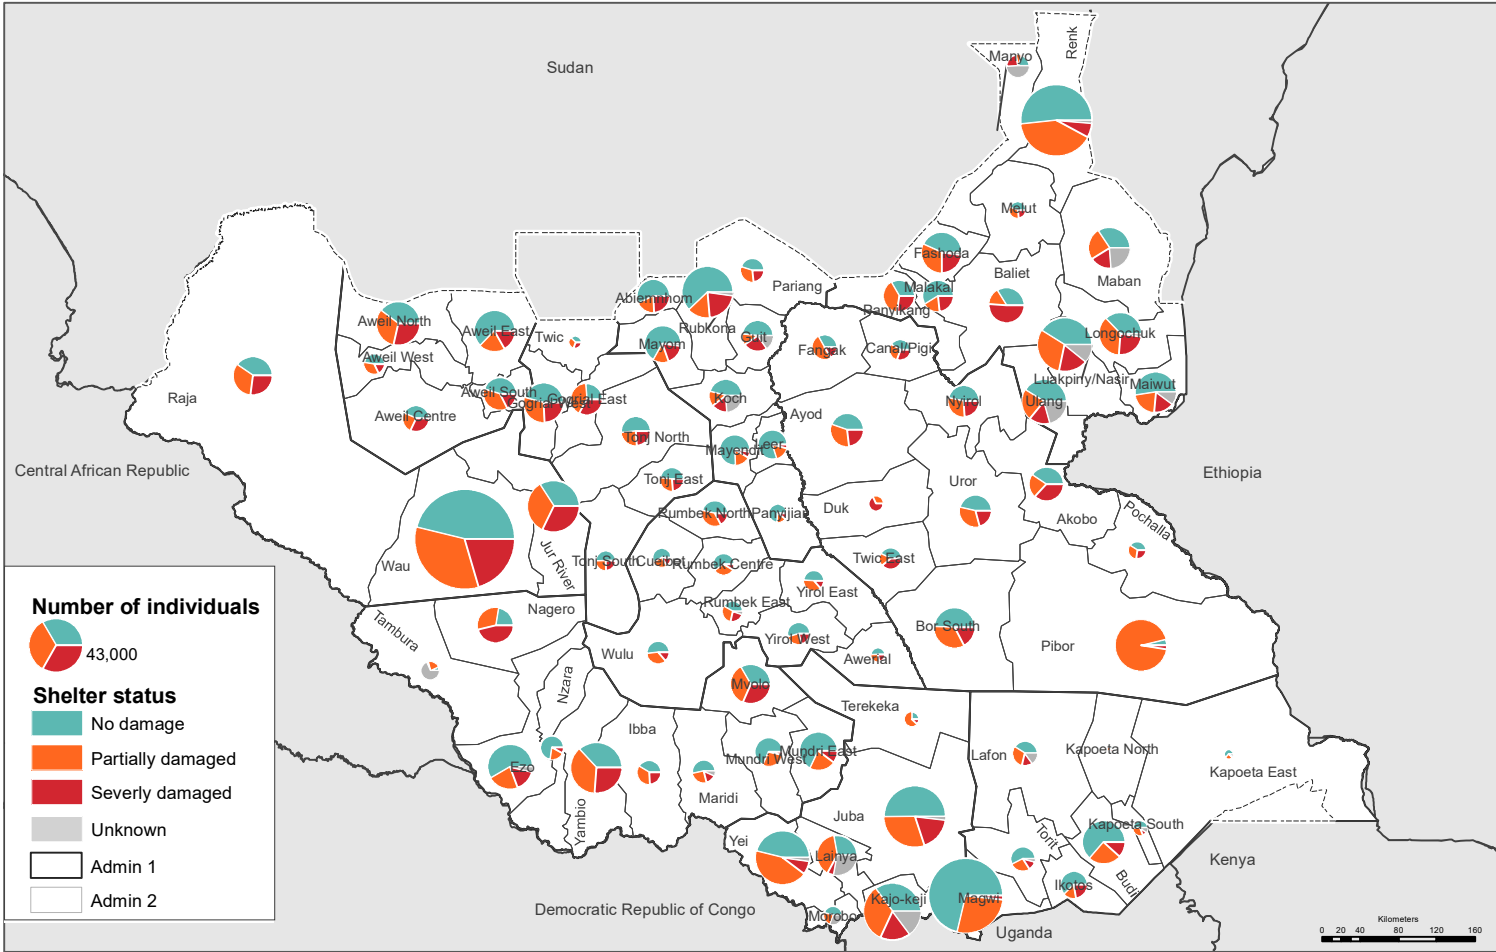 Sudan
Manyo
Renk
Melut
Fashoda
Baliet
Maban
Pariang
Malakal
Panyikang
Abiemnhom
Rubkona
Mayom
Guit
Fangak
Canal/Pigi
Longochuk
Luakpiny/Nasir
Maiwut
Ulang
Nyirol
Aweil North
Aweil East
Twic
Aweil West
Aweil South
Gogrial West
Gogrial East
Aweil Centre
Raja
Koch
Ayod
Tonj North
Mayendit
Leer
Central African Republic
Ethiopia
Tonj East
Uror
Rumbek North
Panyijiar
Duk
Akobo
Pochalla
Wau
Jur River
Tonj South
Cueibet
Rumbek Centre
Twic East
Yirol East
Rumbek East
Nagero
Tambura
Yirol West
Bor South
Pibor
Wulu
Awerial
Nzara
Mvolo
Terekeka
Ibba
Ezo
Yambio
Mundri West
Mundri East
Maridi
Lafon
Kapoeta North
Kapoeta East
Juba
Kapoeta South
Torit
Yei
Lainya
Budi
Ikotos
Kenya
Kajo-keji
Magwi
Morobo
Democratic Republic of Congo
Uganda
Number of individuals
43,000
Shelter status
No damage
Partially damaged
Severly damaged
Unknown
Admin 1
Admin 2
Kilometers
0 20 40 80 120 160